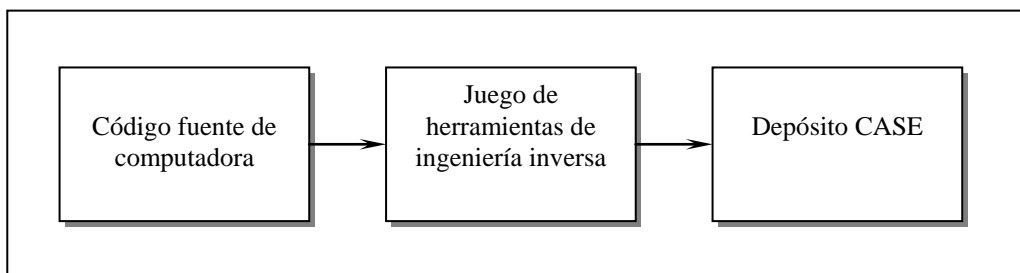 Código fuente de
computadora
Juego de
herramientas de
ingeniería inversa
Depósito CASE